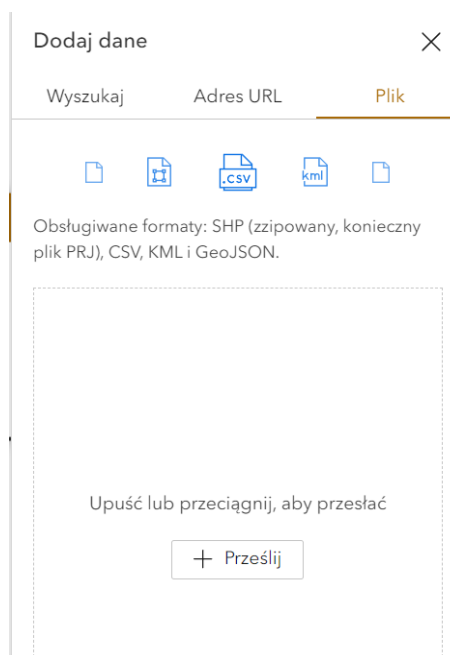 Dodaj dane
Wyszukaj Adres URL Plik
.csv kml
Obsługiwane formaty: SHP (zzipowany, konieczny
plik PRJ), CSV, KML i GeoJSON.
Upuść lub przeciągnij, aby przesłać
Prześlij